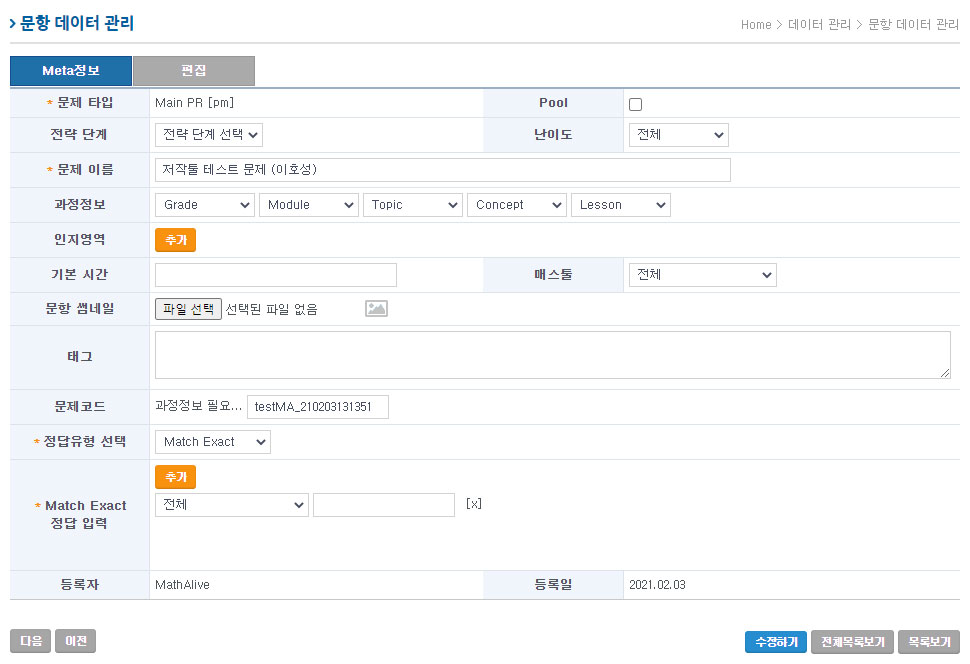 문항 데이터 관리
Home > 데이터 관리 > 문항 데이터 관리
Meta정보 편집
* 문제 타입 Main PR [pm] Pool
전략 단계 전략 단계 선택 난이도 전체
* 문제 이름 저작툴 테스트 문제 (이호성)
과정정보 Grade Module Topic Concept Lesson
인지영역 추가
기본 시간 매스툴 전체
문항 썸네일 파일 선택 선택된 파일 없음
태그
문제코드 과정정보 필요... testMA_210203131351
* 정답유형 선택 Match Exact
추가
* Match Exact
정답 입력
전체 [x]
등록자 MathAlive 등록일 2021.02.03
다음 이전 수정하기 전체목록보기 목록보기